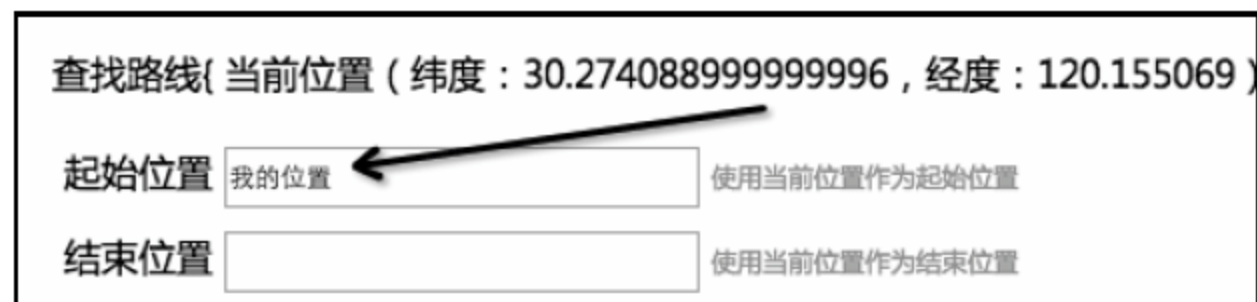 查找路线{ 当前位置（纬度：30.274088999999996，经度：120.155069）
起始位置 我的位置 使用当前位置作为起始位置
结束位置 使用当前位置作为结束位置